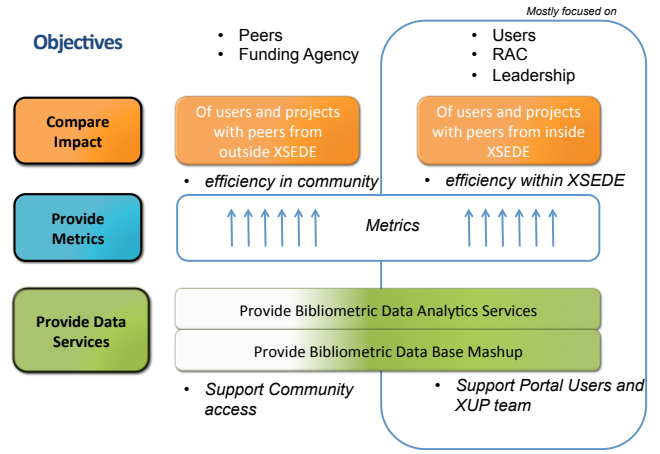 Mostly focused on
Objectives
• Peers
• Funding Agency
• Users
• RAC
• Leadership
Compare
Impact
Of users and projects
with peers from
outside XSEDE
Of users and projects
with peers from inside
XSEDE
• efficiency in community
• efficiency within XSEDE
Provide
Metrics
Metrics
Provide Data
Services
Provide Bibliometric Data Analytics Services
Provide Bibliometric Data Base Mashup
• Support Community
access
• Support Portal Users and
XUP team